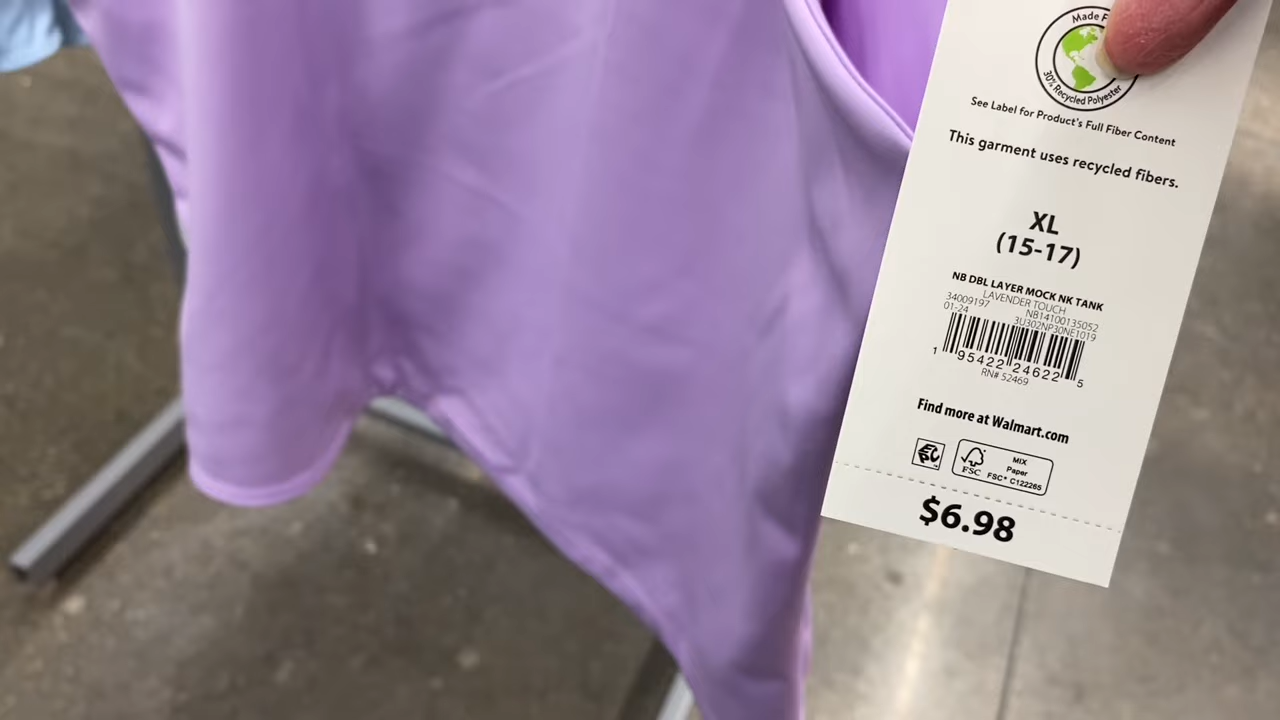 Made F
30% Recycled Polyester
See Label for Product's Full Fiber Content
This garment uses recycled fibers.
XL
(15-17)
NB DBL LAYER MOCK NK TANK
LAVENDER TOUCH
34009197 NB14100135052
01-24 3U302NP30NE1019
1 95422 24622 5
RN# 52469
Find more at Walmart.com
FSC
MIX
Paper
FSC® C122265
$6.98